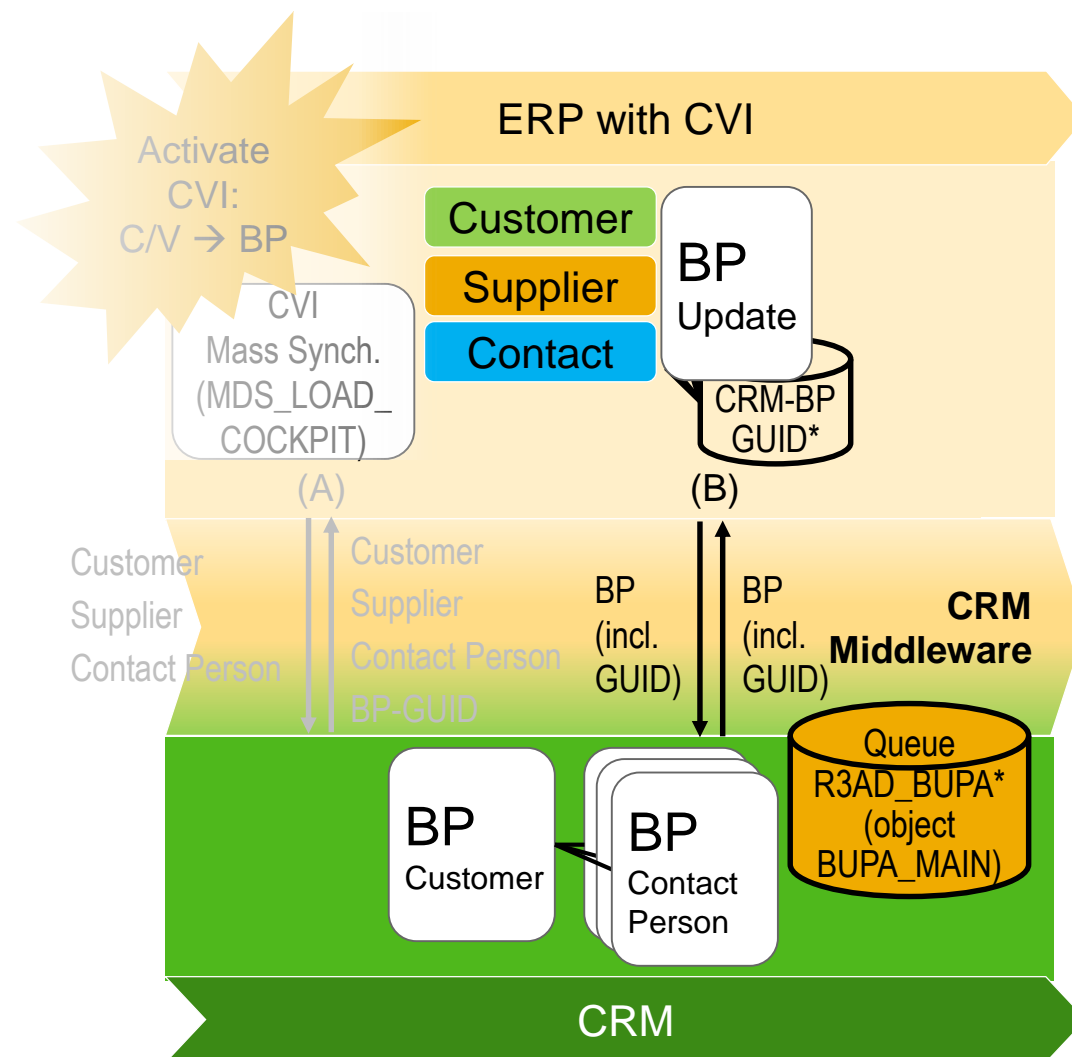 ERP with CVI
Activate
CVI:
C/V → BP
CVI
Mass Synch.
(MDS_LOAD_
COCKPIT)
Customer
Supplier
Contact
BP
Update
CRM-BP
GUID*
(A)
(B)
Customer
Supplier
Contact Person
Customer
Supplier
Contact Person
BP-GUID
BP
(incl.
GUID)
BP
(incl.
GUID)
CRM
Middleware
Queue
R3AD_BUPA*
(object
BUPA_MAIN)
BP
Customer
BP
Contact
Person
CRM